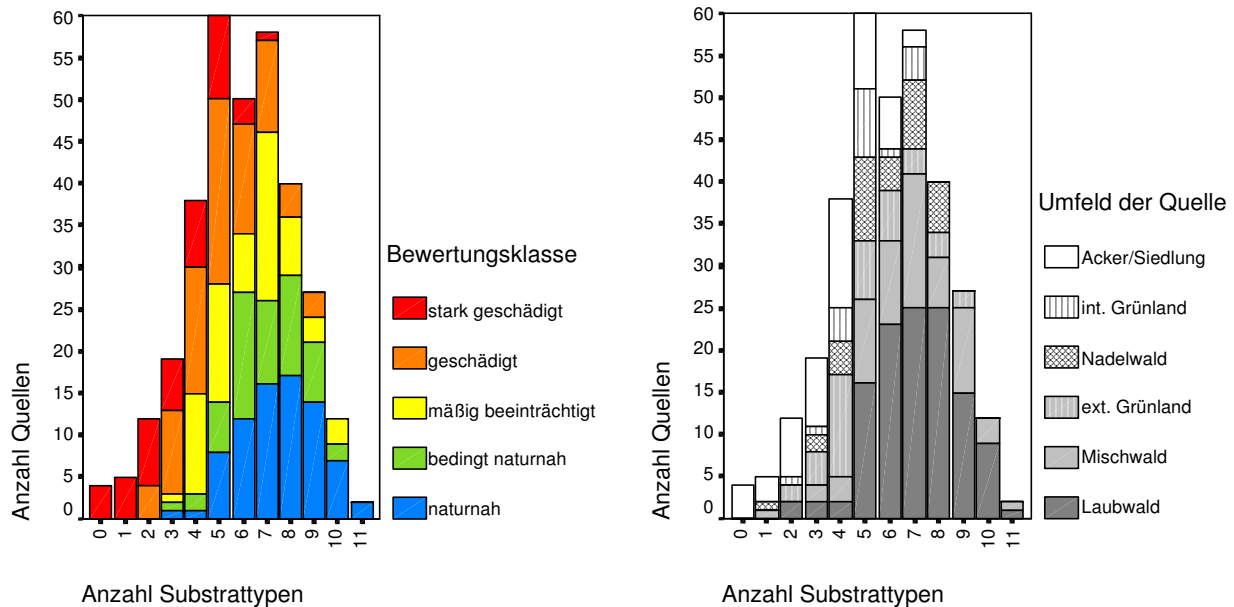 60
55
50
45
40
35
30
25
20
15
10
5
0
Anzahl Quellen
0 1 2 3 4 5 6 7 8 9 10 11
Anzahl Substrattypen
Bewertungsklasse
stark geschädigt
geschädigt
mäßig beeinträchtigt
bedingt naturnah
naturnah
60
55
50
45
40
35
30
25
20
15
10
5
0
Anzahl Quellen
0 1 2 3 4 5 6 7 8 9 10 11
Anzahl Substrattypen
Umfeld der Quelle
Acker/Siedlung
int. Grünland
Nadelwald
ext. Grünland
Mischwald
Laubwald